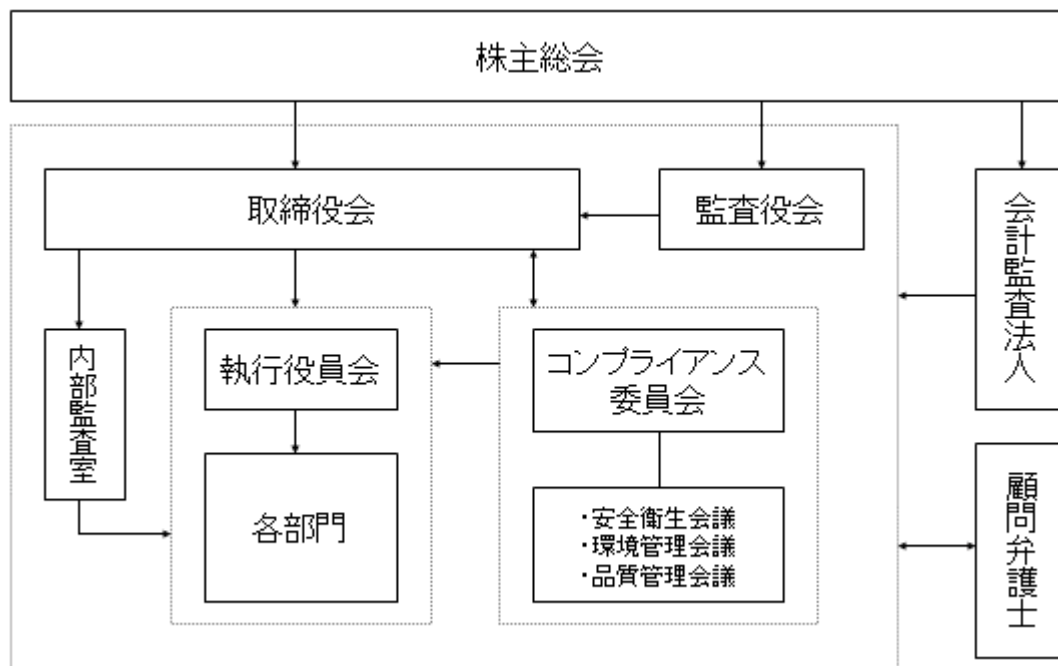 株主総会
取締役会
監査役会
会計監査法人
内部監査室
執行役員会
コンプライアンス
委員会
各部門
・安全衛生会議
・環境管理会議
・品質管理会議
顧問弁護士